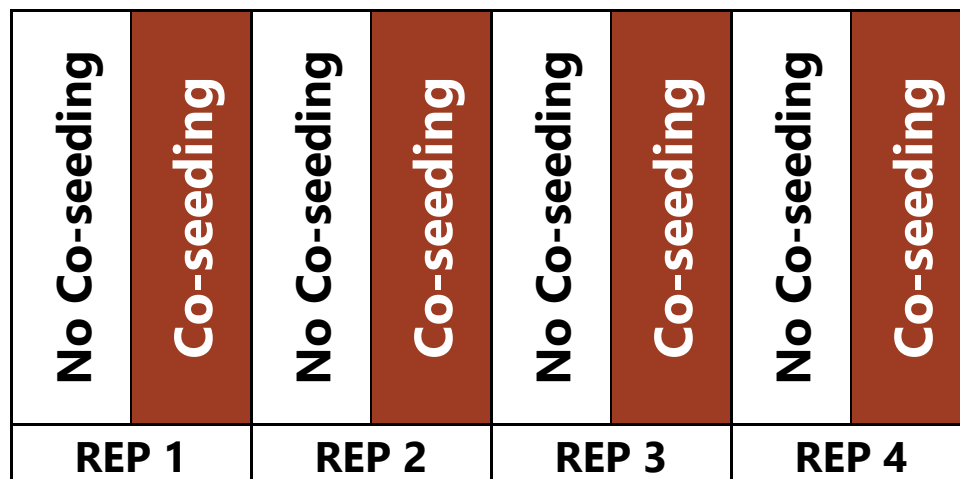 No Co-seeding
Co-seeding
No Co-seeding
Co-seeding
No Co-seeding
Co-seeding
No Co-seeding
Co-seeding
REP 1
REP 2
REP 3
REP 4